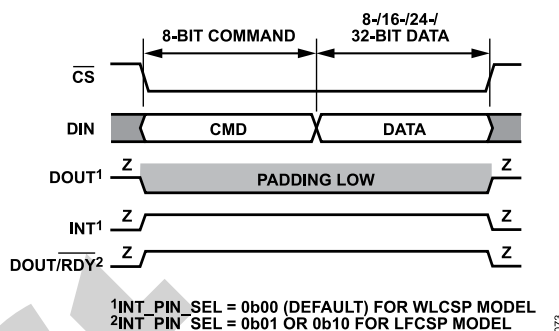 8-BIT COMMAND
8-/16-/24-/
32-BIT DATA
CS
DIN
CMD
DATA
DOUT1
Z
PADDING LOW
Z
INT1
Z
Z
DOUT/RDY2
Z
Z
1INT_PIN_SEL = 0b00 (DEFAULT) FOR WLCSP MODEL
2INT_PIN_SEL = 0b01 OR 0b10 FOR LFCSP MODEL